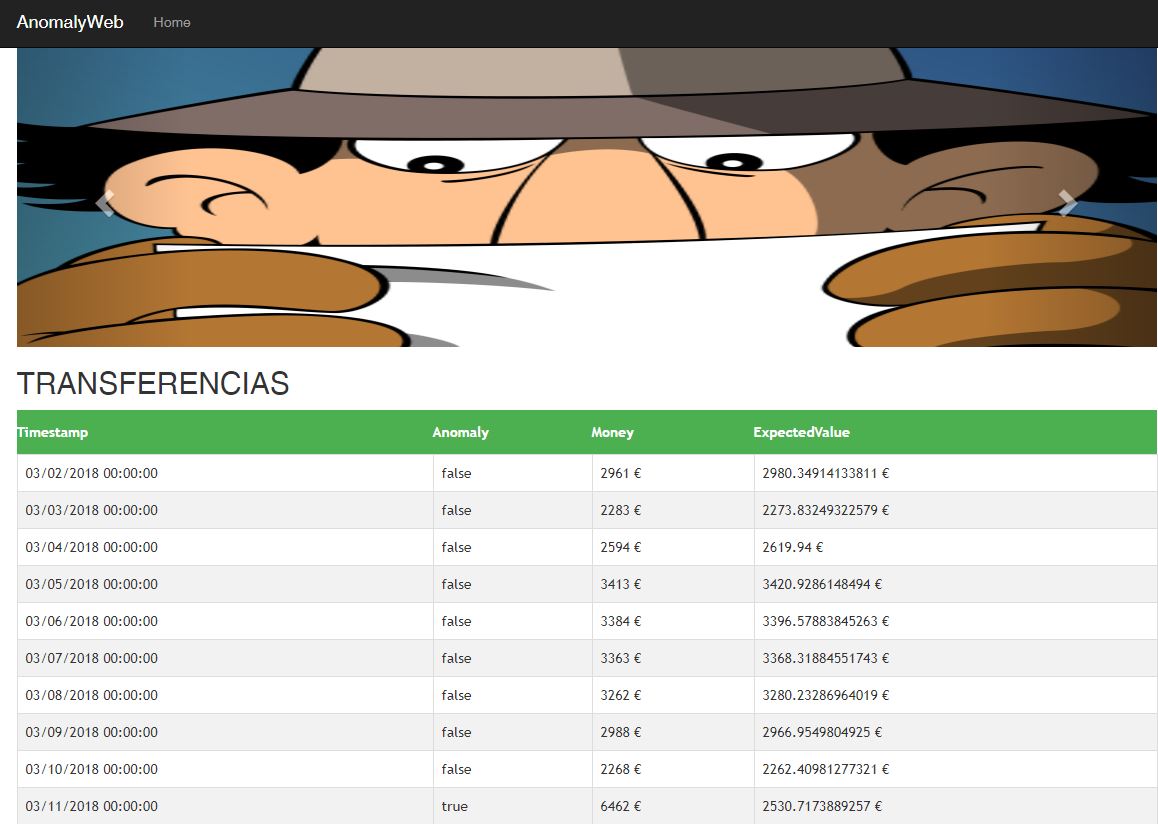 AnomalyWeb Home
TRANSFERENCIAS
Timestamp Anomaly Money ExpectedValue
03/02/2018 00:00:00 false 2961 € 2980.34914133811 €
03/03/2018 00:00:00 false 2283 € 2273.83249322579 €
03/04/2018 00:00:00 false 2594 € 2619.94 €
03/05/2018 00:00:00 false 3413 € 3420.9286148494 €
03/06/2018 00:00:00 false 3384 € 3396.57883845263 €
03/07/2018 00:00:00 false 3363 € 3368.31884551743 €
03/08/2018 00:00:00 false 3262 € 3280.23286964019 €
03/09/2018 00:00:00 false 2988 € 2966.9549804925 €
03/10/2018 00:00:00 false 2268 € 2262.40981277321 €
03/11/2018 00:00:00 true 6462 € 2530.7173889257 €